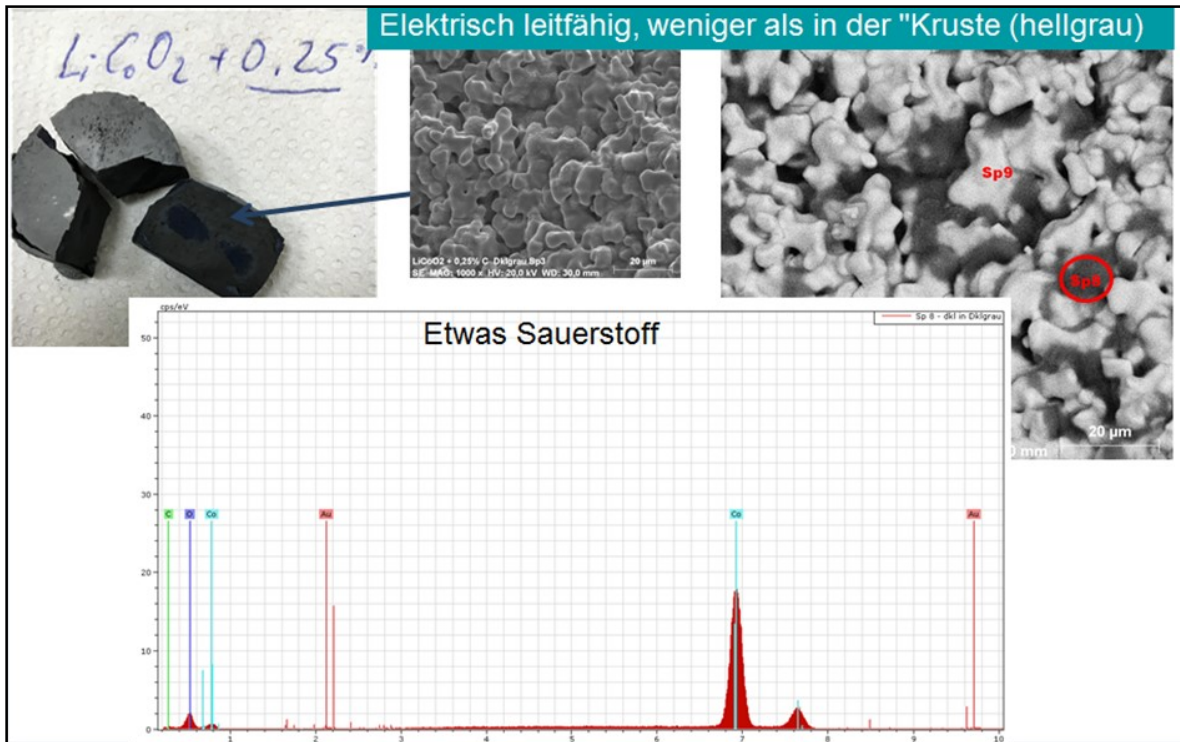 Elektrisch leitfähig, weniger als in der "Kruste (hellgrau)
LiCoO2 + 0,25%
LiCoO2 + 0,25% C Dklgrau Sp3
SE MAG: 1000 x HV: 20,0 kV WD: 30,0 mm
20 µm
Sp9
Sp8
20 µm
0 mm
cps/eV
Etwas Sauerstoff
Sp 8 - dkl in Dklgrau
50
40
30
20
10
0
C O Co Au Co Au
1 2 3 4 5 6 7 8 9 10